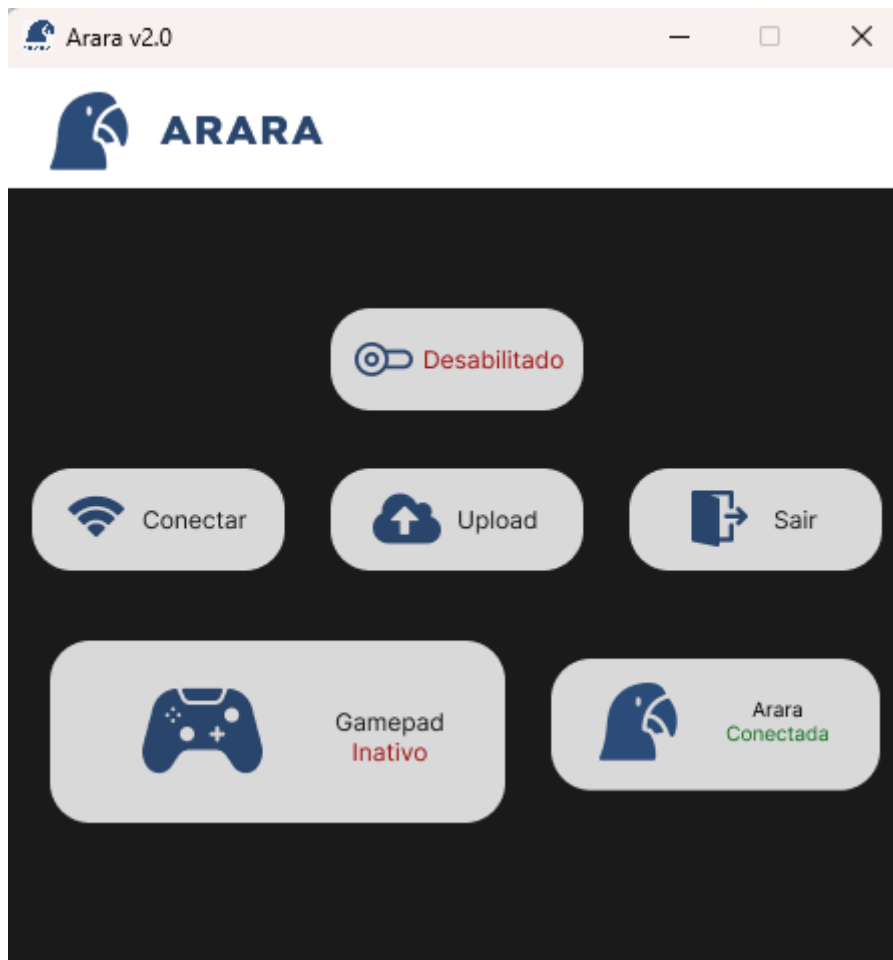 Arara v2.0
ARARA
Desabilitado
Conectar
Upload
Sair
Gamepad
Inativo
Arara
Conectada